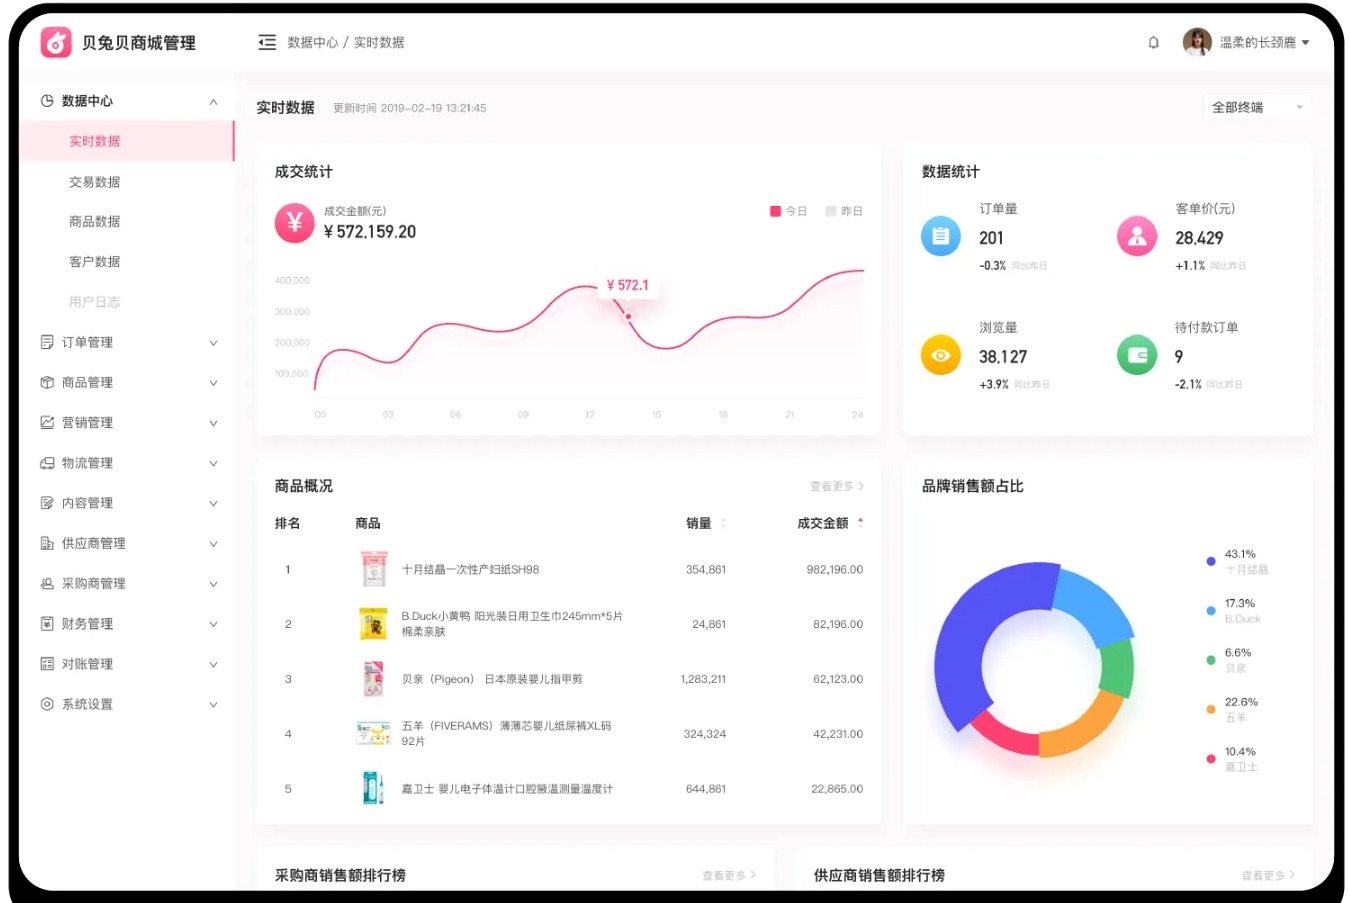 贝兔贝商城管理
数据中心 / 实时数据
温柔的长颈鹿
数据中心
实时数据
交易数据
商品数据
客户数据
用户日志
订单管理
商品管理
营销管理
物流管理
内容管理
供应商管理
采购商管理
财务管理
对账管理
系统设置
实时数据 更新时间 2019-02-19 13:21:45
全部终端
成交统计
¥ 成交金额(元)
¥ 572,159.20
今日 昨日
¥ 572.1
400,000
300,000
200,000
100,000
00 03 06 09 12 15 18 21 24
数据统计
订单量
201
-0.3% 同比昨日
客单价(元)
28,429
+1.1% 同比昨日
浏览量
38,127
+3.9% 同比昨日
待付款订单
9
-2.1% 同比昨日
商品概况 查看更多
排名 商品 销量 成交金额
1 十月结晶一次性产妇纸SH98 354,861 982,196.00
2 B.Duck小黄鸭 阳光装日用卫生巾245mm*5片
棉柔亲肤 24,861 82,196.00
3 贝亲（Pigeon） 日本原装婴儿指甲剪 1,283,211 62,123.00
4 五羊（FIVERAMS）薄薄芯婴儿纸尿裤XL码
92片 324,324 42,231.00
5 嘉卫士 婴儿电子体温计口腔腋温测量温度计 644,861 22,865.00
品牌销售额占比
43.1%
十月结晶
17.3%
B.Duck
6.6%
贝亲
22.6%
五羊
10.4%
嘉卫士
采购商销售额排行榜 查看更多
供应商销售额排行榜 查看更多